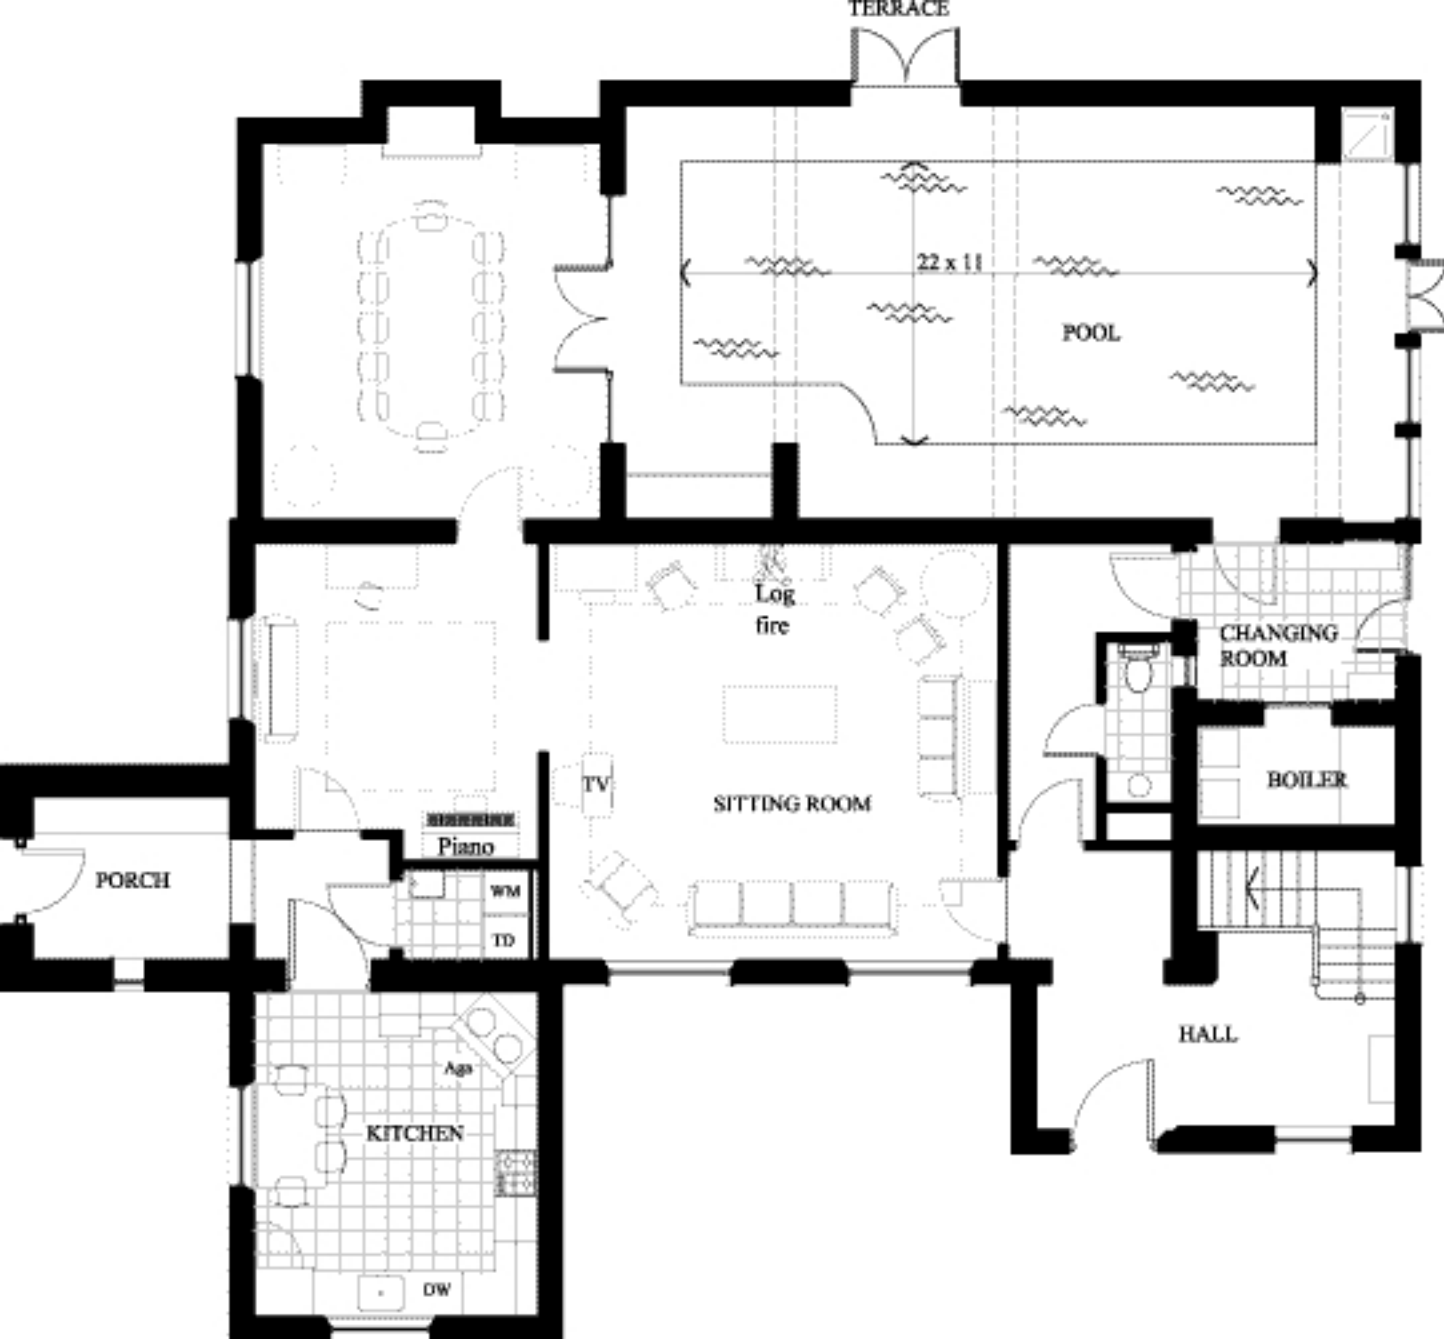 TERRACE
22 x 11
POOL
Log
fire
CHANGING
ROOM
TV
SITTING ROOM
BOILER
Piano
PORCH
WM
TD
HALL
Aga
KITCHEN
DW